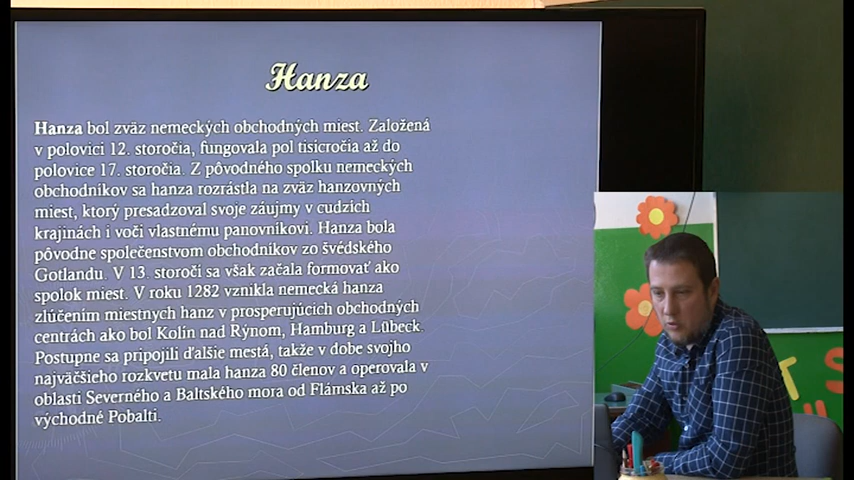 Hanza
Hanza bol zväz nemeckých obchodných miest. Založená
v polovici 12. storočia, fungovala pol tisícročia až do
polovice 17. storočia. Z pôvodného spolku nemeckých
obchodníkov sa hanza rozrástla na zväz hanzovných
miest, ktorý presadzoval svoje záujmy v cudzích
krajinách i voči vlastnému panovníkovi. Hanza bola
pôvodne spoločenstvom obchodníkov zo švédského
Gotlandu. V 13. storočí sa však začala formovať ako
spolok miest. V roku 1282 vznikla nemecká hanza
zlúčením miestnych hanz v prosperujúcich obchodných
centrách ako bol Kolín nad Rýnom, Hamburg a Lübeck.
Postupne sa pripojili ďalšie mestá, takže v dobe svojho
najväčšieho rozkvetu mala hanza 80 členov a operovala v
oblasti Severného a Baltského mora od Flámska až po
východné Pobalti.